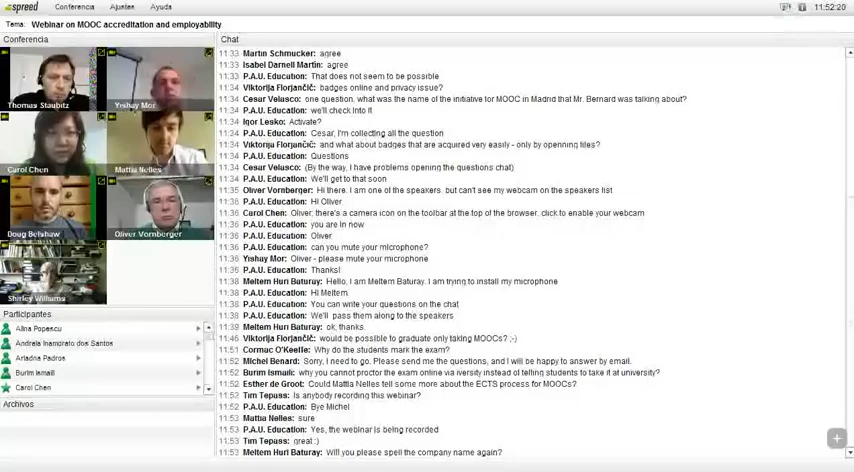 spreed Conferencia Ajustes Ayuda 11:52:20
Tema: Webinar on MOOC accreditation and employability
Conferencia
Thomas Staubitz Yishay Mor
Carol Chen Mattia Nelles
Doug Belshaw Oliver Vornberger
Shirley Williams
Participantes
Alina Popescu
Andreia Inamorato dos Santos
Ariadna Padros
Burim Ismaili
Carol Chen
Archivos
Chat
11:33 Martin Schmucker: agree
11:33 Isabel Darnell Martin: agree
11:33 P.A.U. Education: That does not seem to be possible
11:34 Viktorija Florjančič: badges online and privacy issue?
11:34 Cesar Velasco: one question, what was the name of the initiative for MOOC in Madrid that Mr. Bernard was talking about?
11:34 P.A.U. Education: we'll check into it
11:34 Igor Lesko: Activate?
11:34 P.A.U. Education: Cesar, I'm collecting all the question
11:34 Viktorija Florjančič: and what about badges that are acquired very easily - only by openning files?
11:34 P.A.U. Education: Questions
11:34 Cesar Velasco: (By the way, I have problems opening the questions chat)
11:34 P.A.U. Education: We'll get to that soon
11:35 Oliver Vornberger: Hi there. I am one of the speakers, but can't see my webcam on the speakers list
11:36 P.A.U. Education: Hi Oliver
11:36 Carol Chen: Oliver, there's a camera icon on the toolbar at the top of the browser, click to enable your webcam
11:36 P.A.U. Education: you are in now
11:36 P.A.U. Education: Oliver
11:36 P.A.U. Education: can you mute your microphone?
11:36 Yishay Mor: Oliver - please mute your microphone
11:36 P.A.U. Education: Thanks!
11:38 Meltem Huri Baturay: Hello, I am Meltem Baturay. I am trying to install my microphone
11:38 P.A.U. Education: Hi Meltem
11:38 P.A.U. Education: You can write your questions on the chat
11:38 P.A.U. Education: We'll pass them along to the speakers
11:39 Meltem Huri Baturay: ok, thanks.
11:46 Viktorija Florjančič: would be possible to graduate only taking MOOCs? ;-)
11:51 Cormac O'Keeffe: Why do the students mark the exam?
11:52 Michel Benard: Sorry, I need to go. Please send me the questions, and I will be happy to answer by email.
11:52 Burim Ismaili: why you cannot proctor the exam online via iversity instead of telling students to take it at university?
11:52 Esther de Groot: Could Mattia Nelles tell some more about the ECTS process for MOOCs?
11:52 Tim Tepass: Is anybody recording this webinar?
11:52 P.A.U. Education: Bye Michel
11:53 Mattia Nelles: sure
11:53 P.A.U. Education: Yes, the webinar is being recorded
11:53 Tim Tepass: great :)
11:53 Meltem Huri Baturay: Will you please spell the company name again?